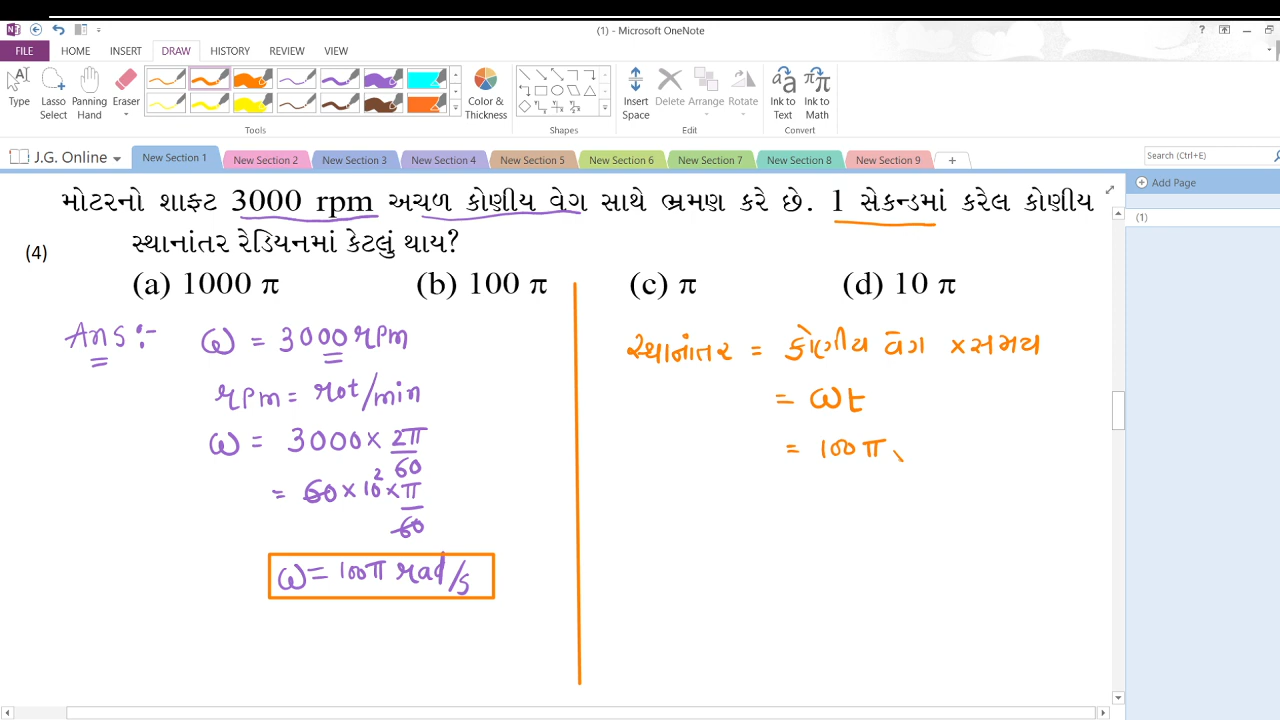 (1) - Microsoft OneNote
?
FILE HOME INSERT DRAW HISTORY REVIEW VIEW
Type
Lasso Select
Panning Hand
Eraser
Color & Thickness
Insert Space
Delete
Arrange
Rotate
Ink to Text
Ink to Math
Tools
Shapes
Edit
Convert
J.G. Online
New Section 1 New Section 2 New Section 3 New Section 4 New Section 5 New Section 6 New Section 7 New Section 8 New Section 9
Search (Ctrl+E)
Add Page
(1)
મોટરનો શાફ્ટ 3000 rpm અચળ કોણીય વેગ સાથે ભ્રમણ કરે છે. 1 સેકન્ડમાં કરેલ કોણીય
(4) સ્થાનાંતર રેડિયનમાં કેટલું થાય?
(a) 1000 π (b) 100 π (c) π (d) 10 π
Ans :- ω = 3000 rpm
rpm = rot/min
ω = 3000 × 2π/60
= 60 × 10² × π/60
ω = 100π rad/s
સ્થાનાંતર = કોણીય વેગ × સમય
= ωt
= 100 π